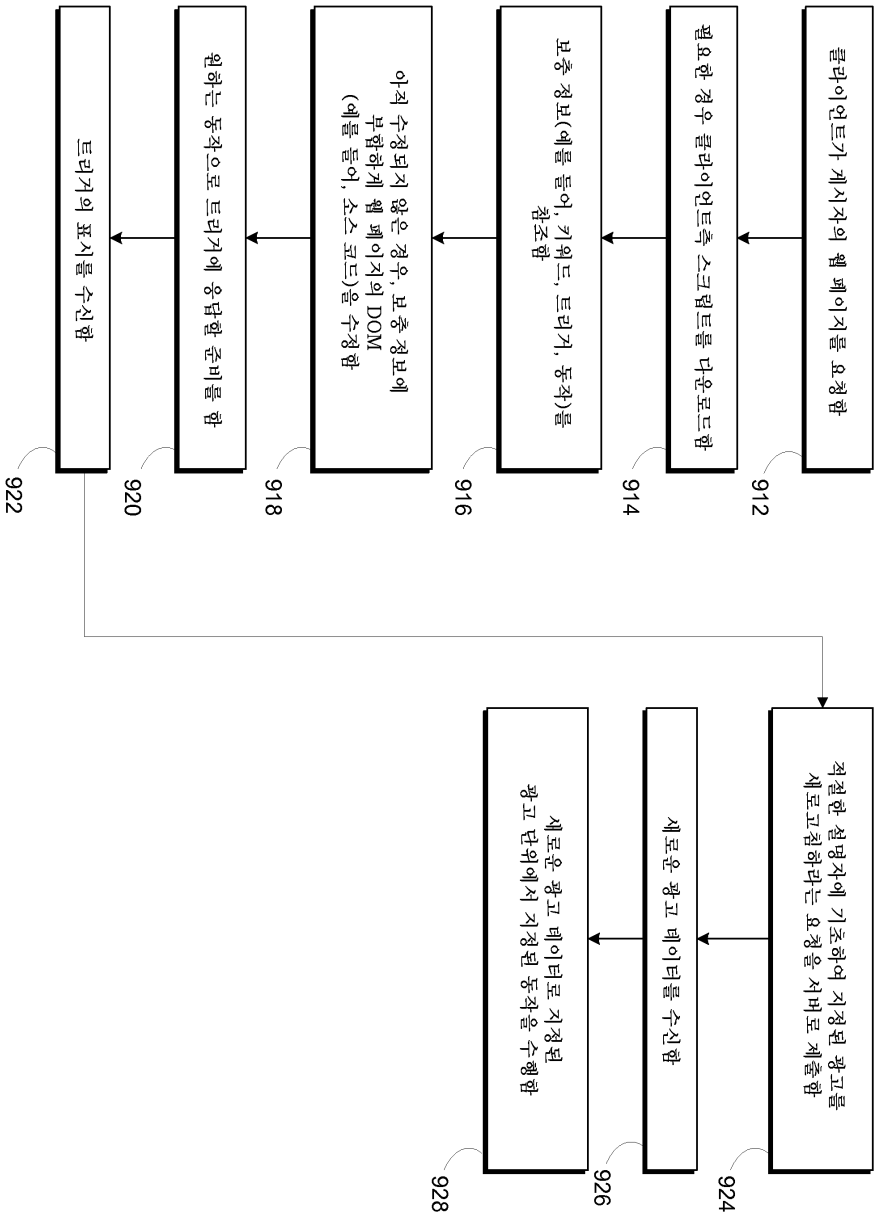 클라이언트가 게시자의 웹 페이지를 요청함
912
필요한 경우 클라이언트측 스크립트를 다운로드함
914
보충 정보(예를 들어, 키워드, 트리거, 동작)를
참조함
916
아직 수정되지 않은 경우, 보충 정보에
부합하게 웹 페이지의 DOM
(예를 들어, 소스 코드)을 수정함
918
원하는 동작으로 트리거에 응답할 준비를 함
920
트리거의 표시를 수신함
922
적절한 설명자에 기초하여 지정된 광고를
새로고침하라는 요청을 서버로 제출함
924
새로운 광고 데이터를 수신함
926
새로운 광고 데이터로 지정된
광고 단위에서 지정된 동작을 수행함
928